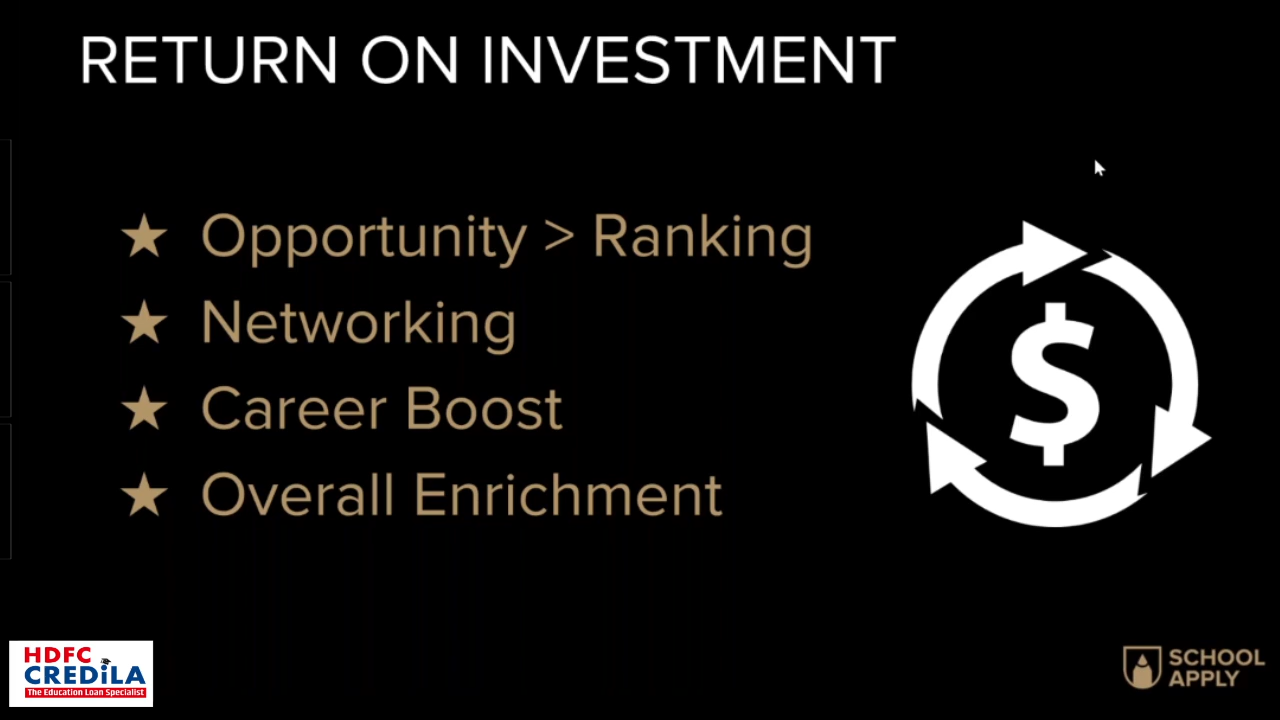 RETURN ON INVESTMENT
★ Opportunity > Ranking
★ Networking
★ Career Boost
★ Overall Enrichment
$
HDFC
CREDiLA
The Education Loan Specialist
SCHOOL
APPLY